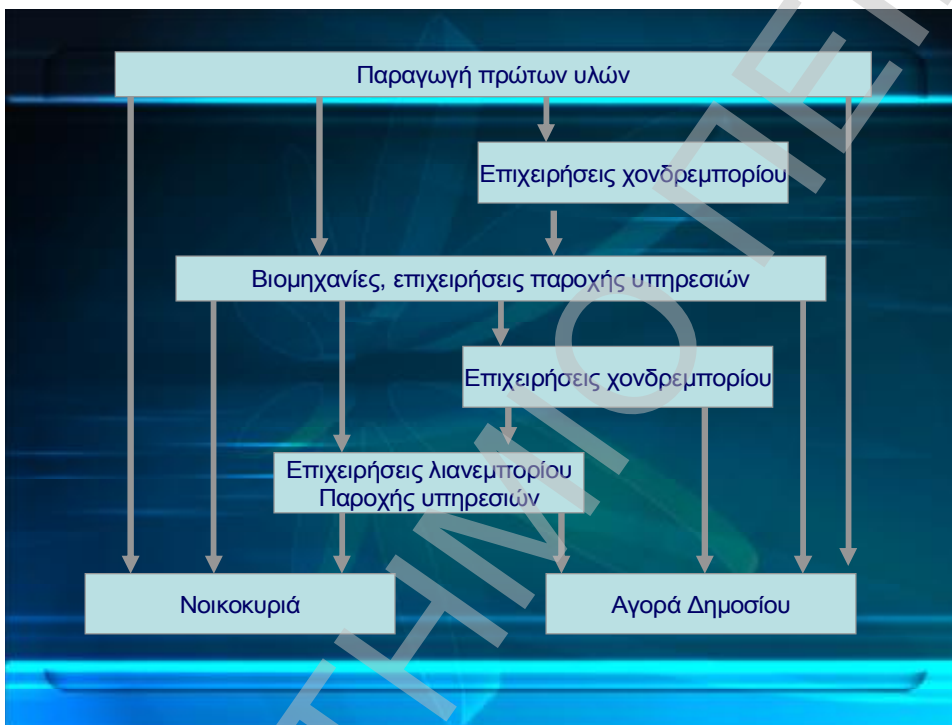 Παραγωγή πρώτων υλών
Επιχειρήσεις χονδρεμπορίου
Βιομηχανίες, επιχειρήσεις παροχής υπηρεσιών
Επιχειρήσεις χονδρεμπορίου
Επιχειρήσεις λιανεμπορίου
Παροχής υπηρεσιών
Νοικοκυριά
Αγορά Δημοσίου